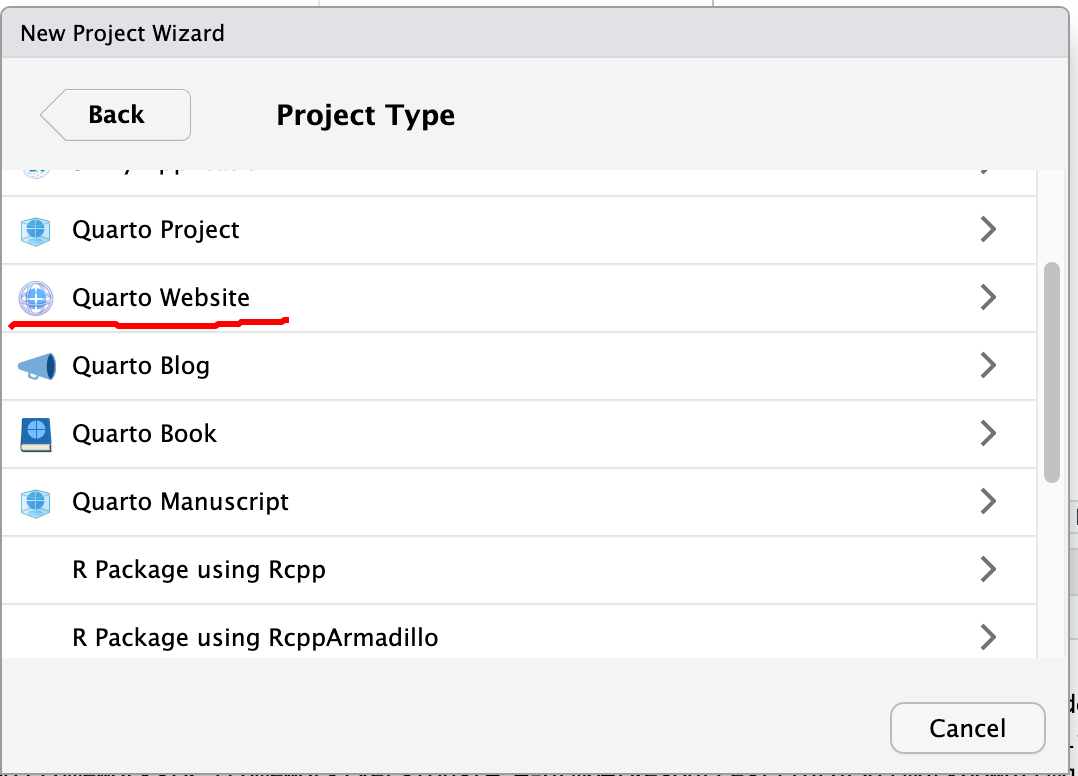 New Project Wizard
Back
Project Type
Quarto Project
Quarto Website
Quarto Blog
Quarto Book
Quarto Manuscript
R Package using Rcpp
R Package using RcppArmadillo
Cancel